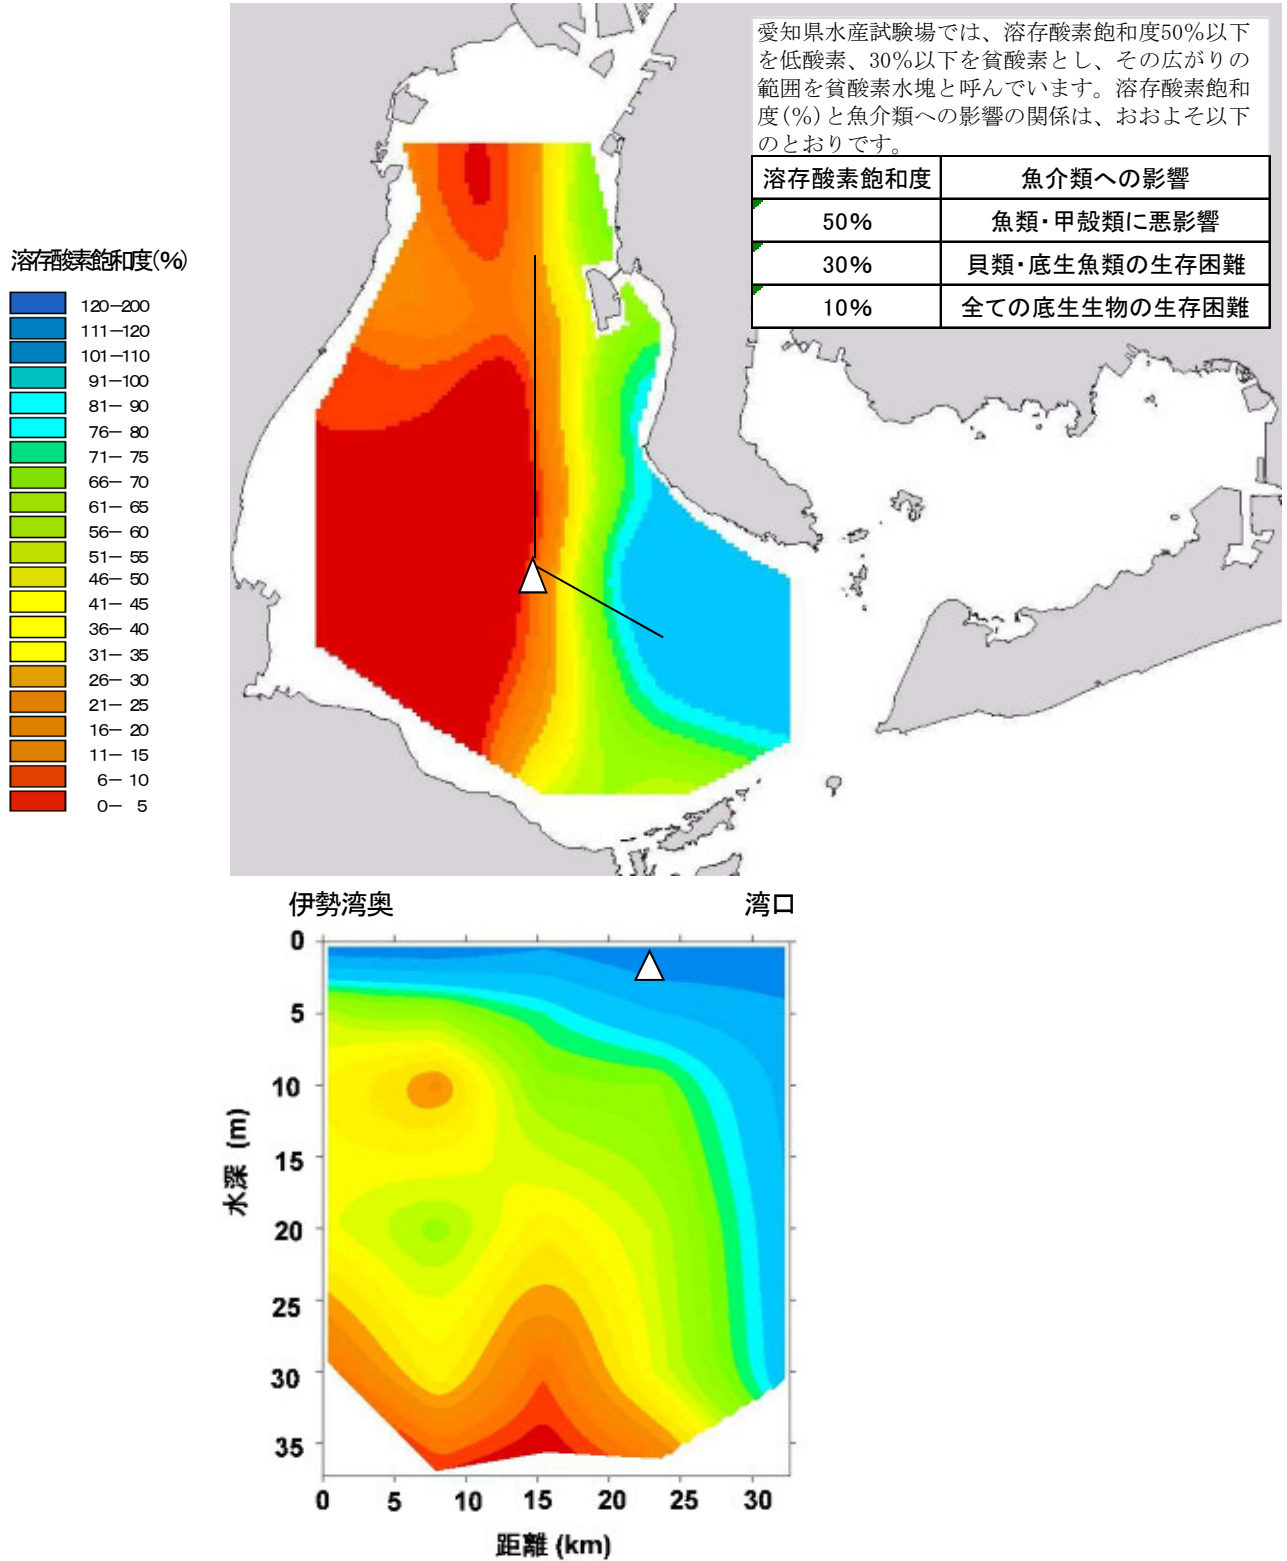 愛知県水産試験場では、溶存酸素飽和度50%以下
を低酸素、30%以下を貧酸素とし、その広がりの
範囲を貧酸素水塊と呼んでいます。溶存酸素飽和
度(%)と魚介類への影響の関係は、おおよそ以下
のとおりです。
溶存酸素飽和度 魚介類への影響
50% 魚類・甲殻類に悪影響
30% 貝類・底生魚類の生存困難
10% 全ての底生生物の生存困難
溶存酸素飽和度(%)
120-200
111-120
101-110
91-100
81- 90
76- 80
71- 75
66- 70
61- 65
56- 60
51- 55
46- 50
41- 45
36- 40
31- 35
26- 30
21- 25
16- 20
11- 15
6- 10
0- 5
伊勢湾奥 湾口
0
5
10
15
20
25
30
35
水深 (m)
0 5 10 15 20 25 30
距離 (km)